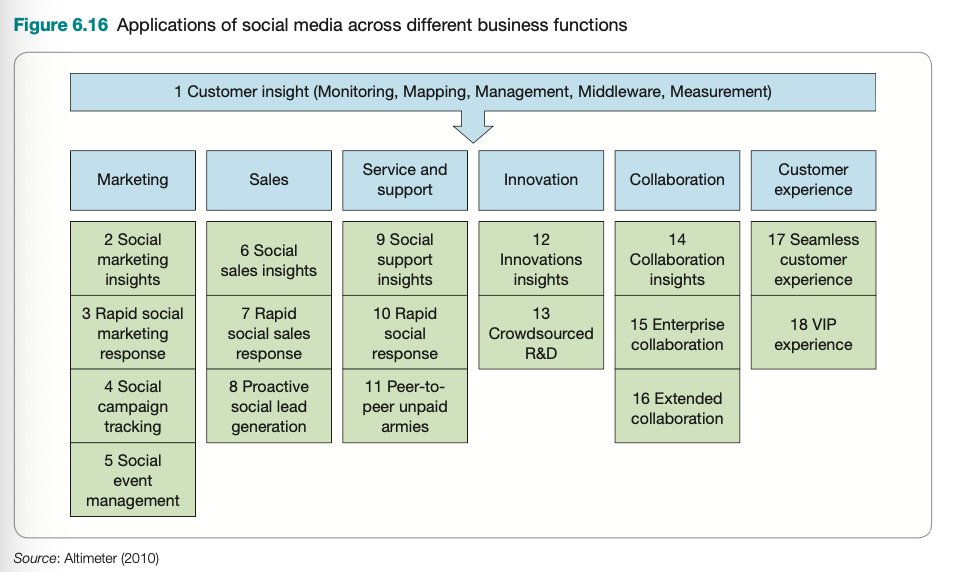 Figure 6.16 Applications of social media across different business functions
1 Customer insight (Monitoring, Mapping, Management, Middleware, Measurement)
Marketing
Sales
Service and
support
Innovation
Collaboration
Customer
experience
2 Social
marketing
insights
3 Rapid social
marketing
response
4 Social
campaign
tracking
5 Social
event
management
6 Social
sales insights
7 Rapid
social sales
response
8 Proactive
social lead
generation
9 Social
support
insights
10 Rapid
social
response
11 Peer-to-
peer unpaid
armies
12
Innovations
insights
13
Crowdsourced
R&D
14
Collaboration
insights
15 Enterprise
collaboration
16 Extended
collaboration
17 Seamless
customer
experience
18 VIP
experience
Source: Altimeter (2010)